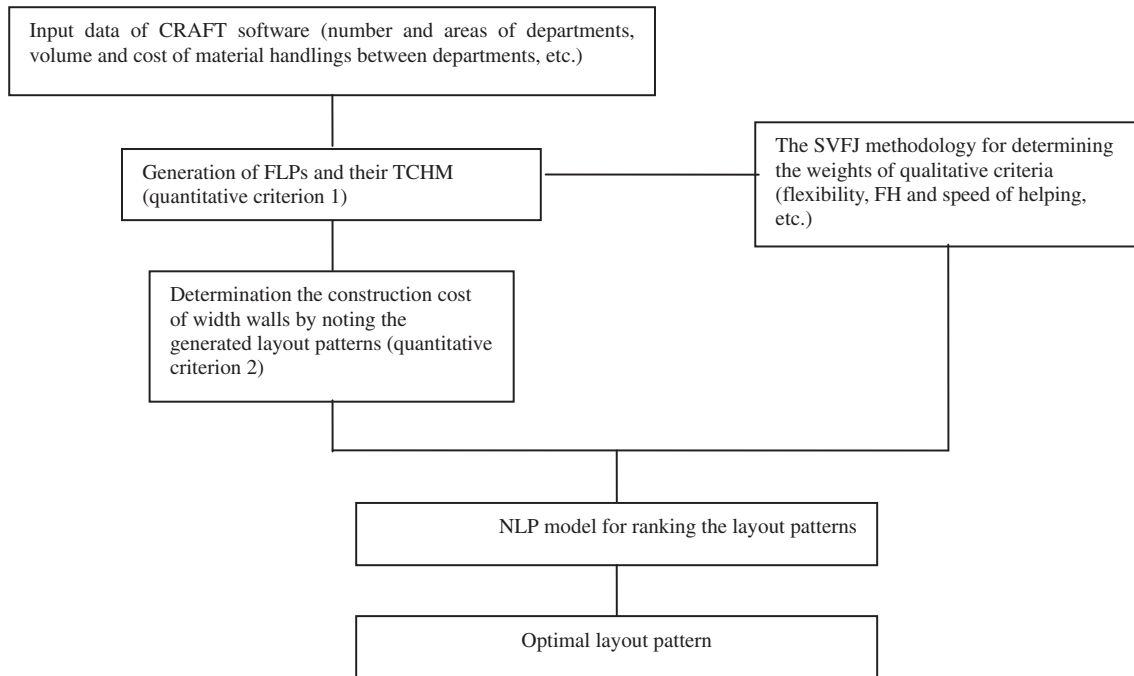 Input data of CRAFT software (number and areas of departments,
volume and cost of material handlings between departments, etc.)
The SVFJ methodology for determining
the weights of qualitative criteria
(flexibility, FH and speed of helping,
etc.)
Generation of FLPs and their TCHM
(quantitative criterion 1)
Determination the construction cost
of width walls by noting the
generated layout patterns (quantitative
criterion 2)
NLP model for ranking the layout patterns
Optimal layout pattern